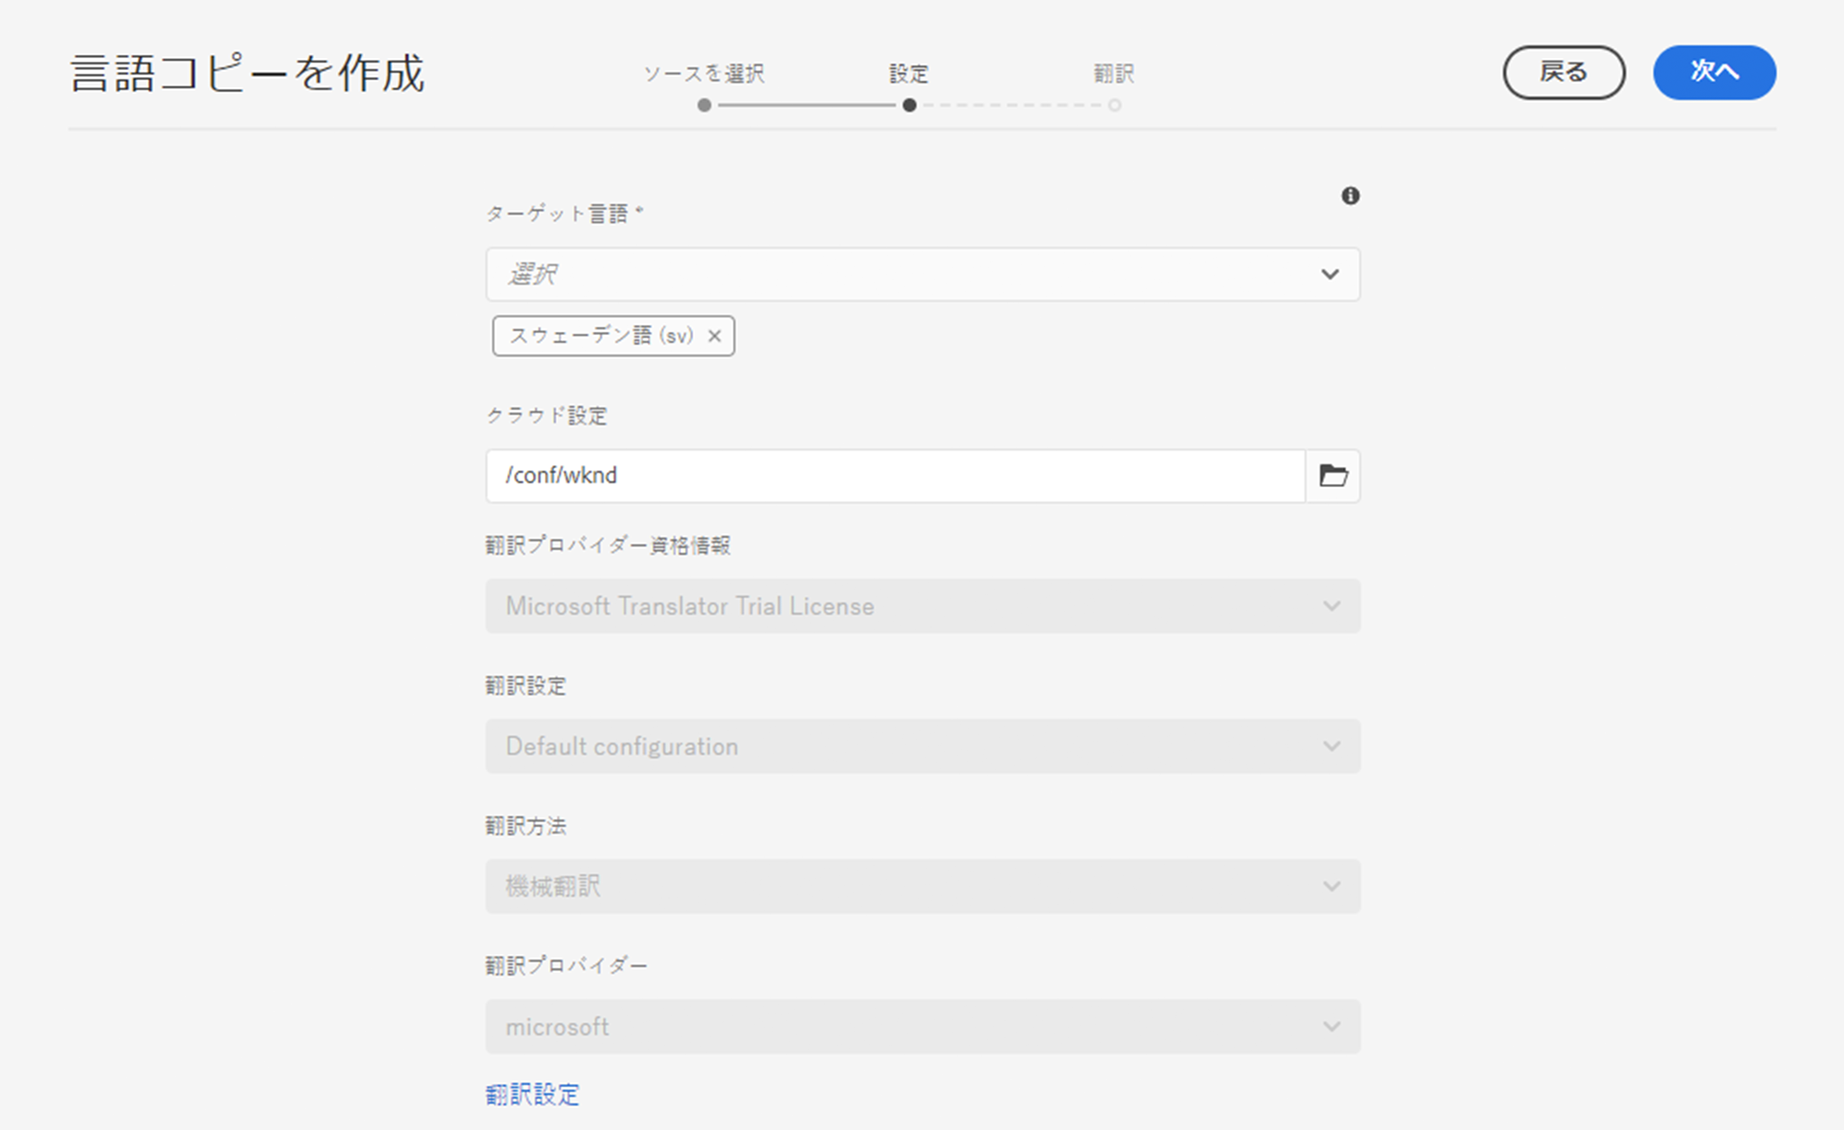 言語コピーを作成
ソースを選択
設定
翻訳
戻る
次へ
ターゲット言語 *
選択
スウェーデン語 (sv) ×
クラウド設定
/conf/wknd
翻訳プロバイダー資格情報
Microsoft Translator Trial License
翻訳設定
Default configuration
翻訳方法
機械翻訳
翻訳プロバイダー
microsoft
翻訳設定